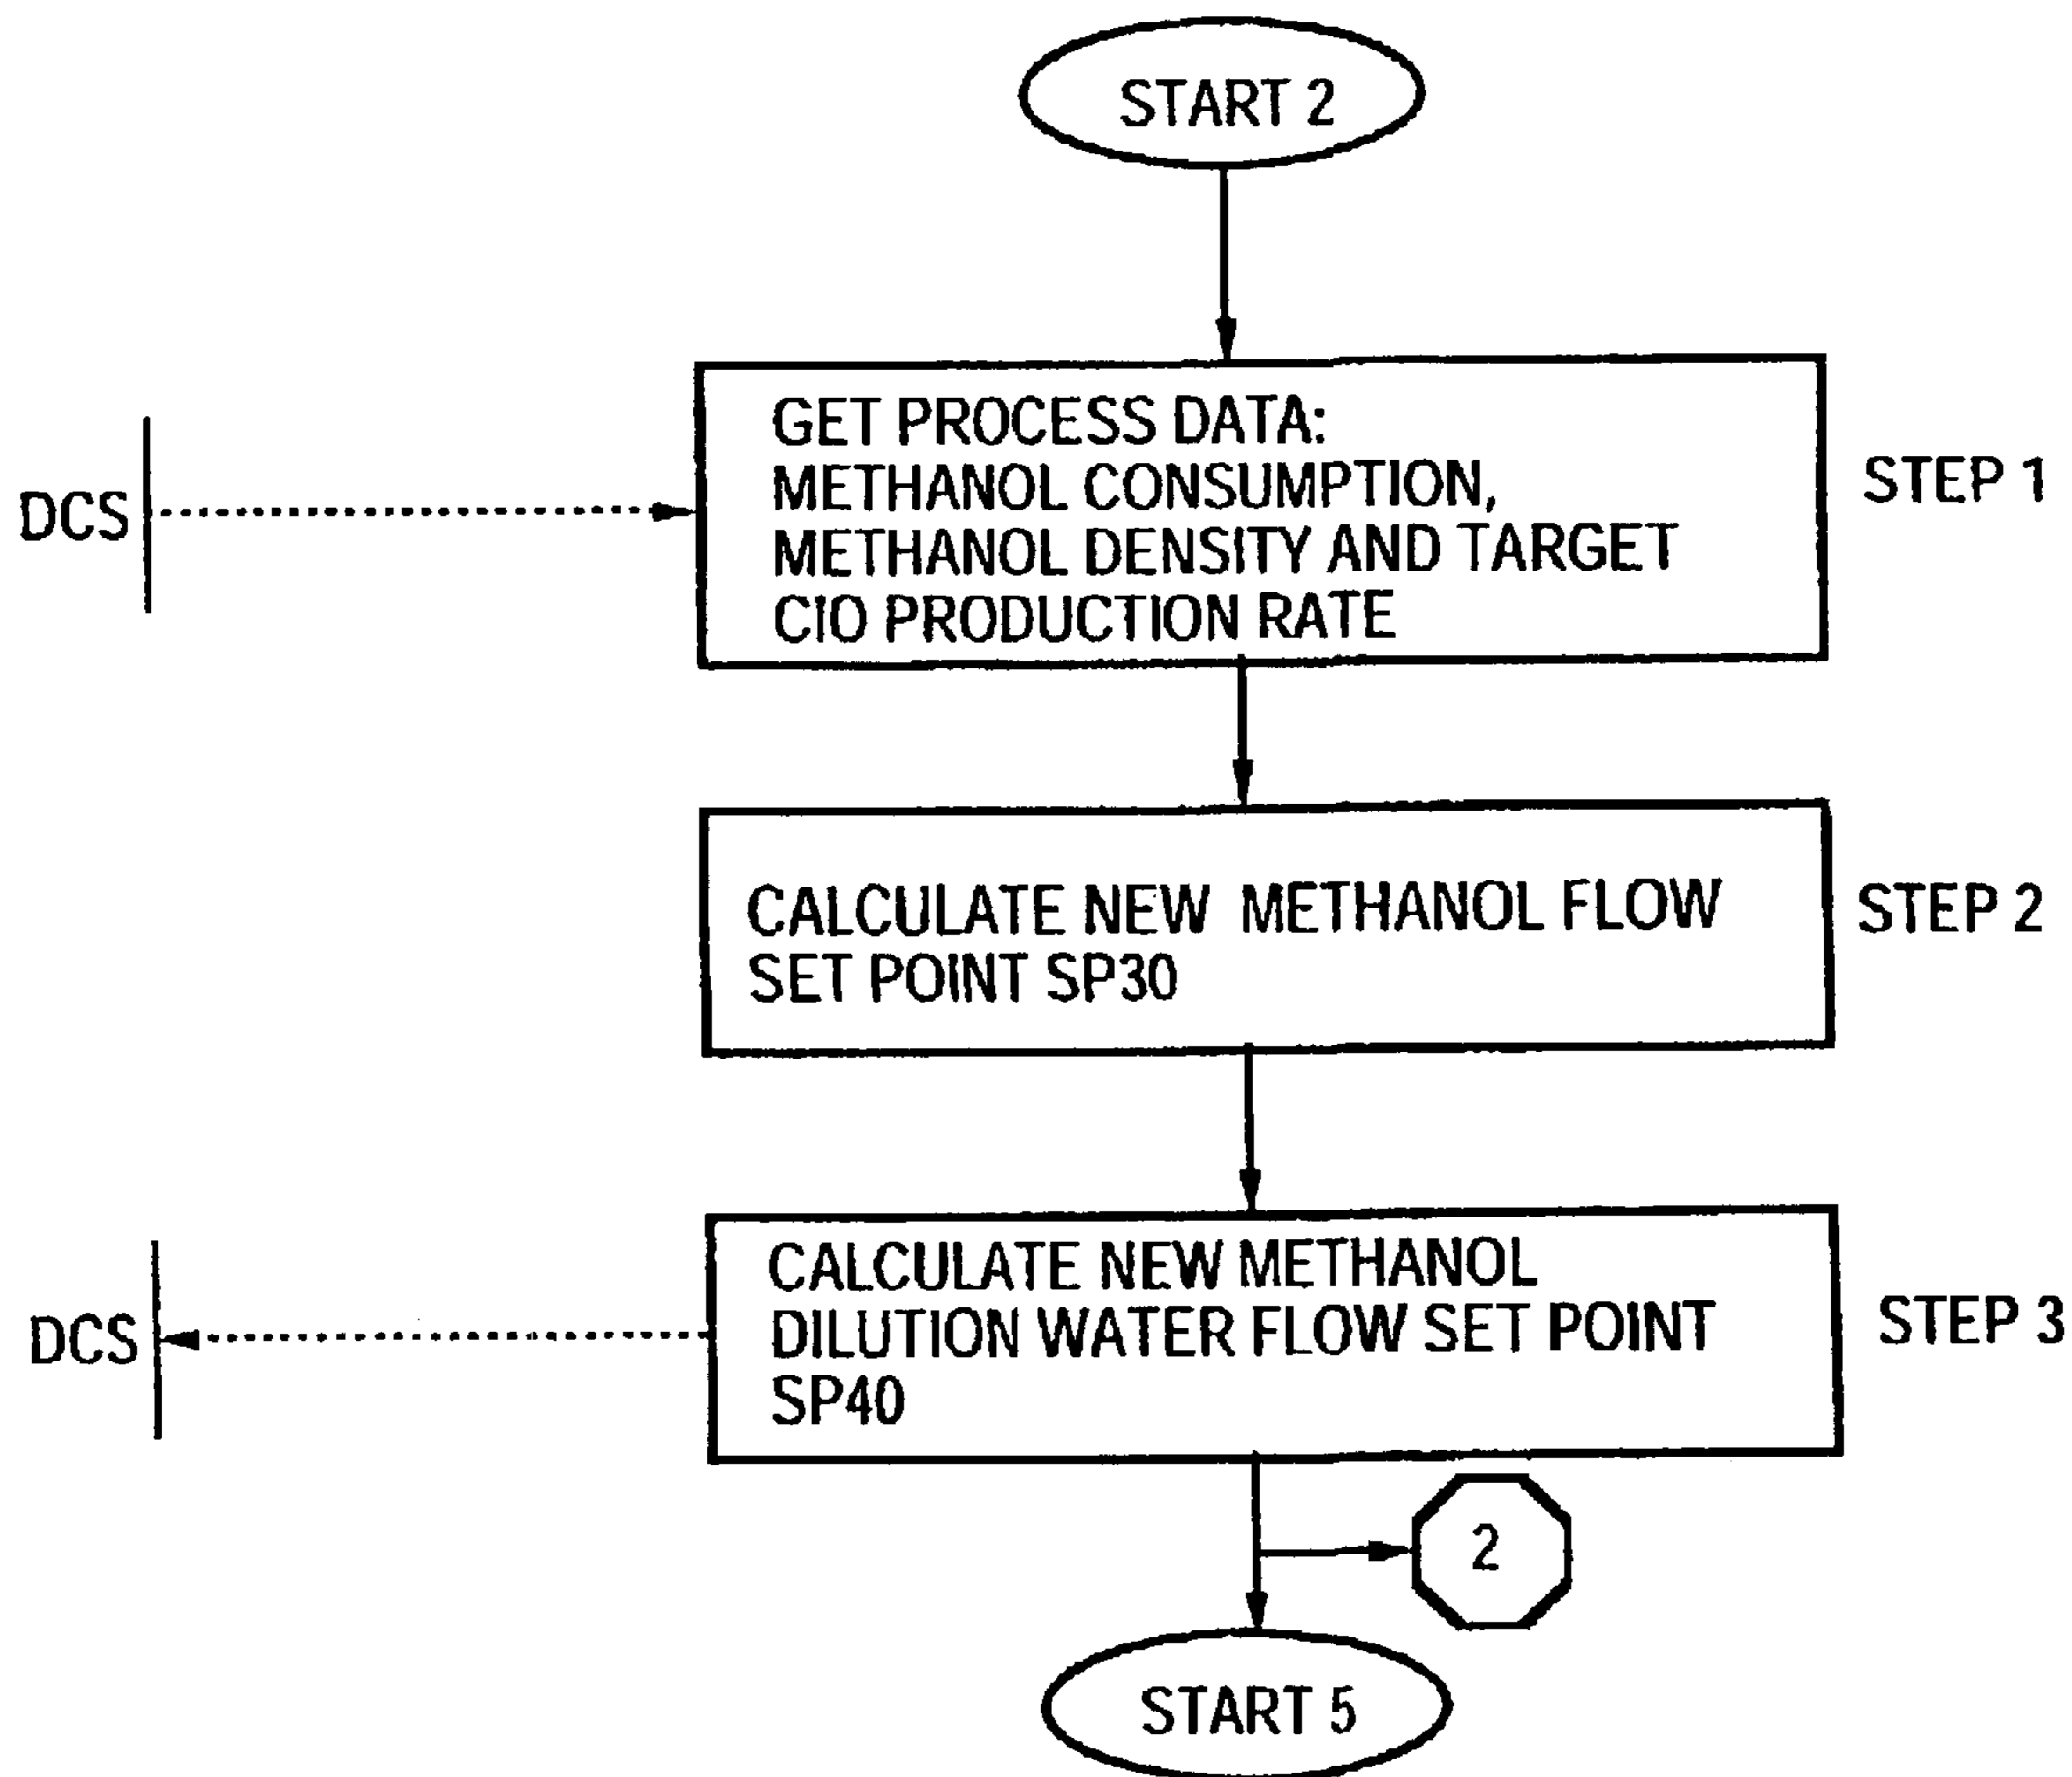 START 2
GET PROCESS DATA:
METHANOL CONSUMPTION,
METHANOL DENSITY AND TARGET
ClO PRODUCTION RATE
STEP 1
DCS
CALCULATE NEW METHANOL FLOW
SET POINT SP30
STEP 2
CALCULATE NEW METHANOL
DILUTION WATER FLOW SET POINT
SP40
STEP 3
DCS
2
START 5